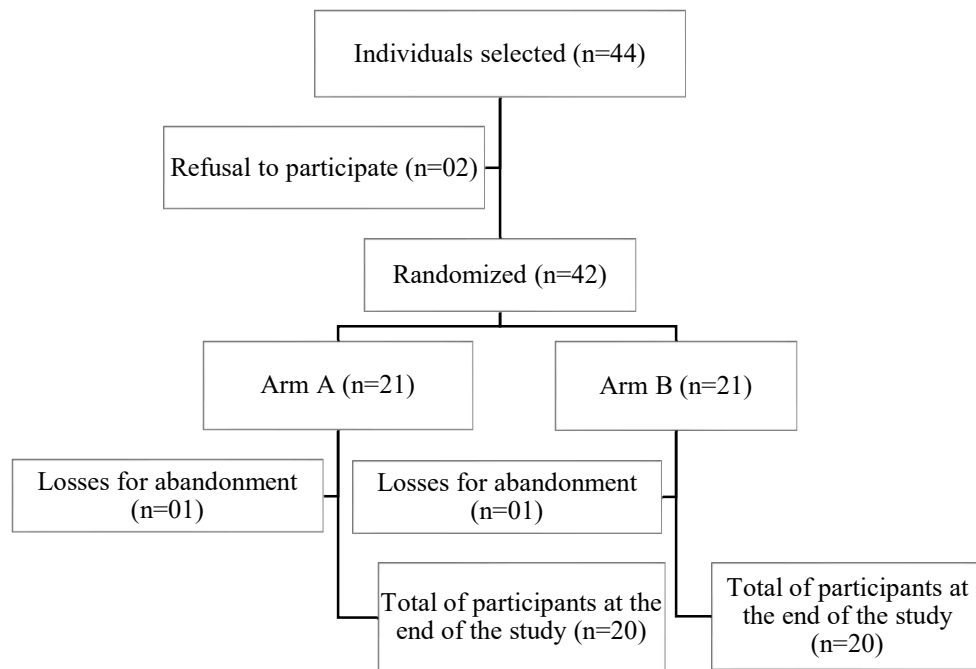 Individuals selected (n=44)
Refusal to participate (n=02)
Randomized (n=42)
Arm A (n=21)
Arm B (n=21)
Losses for abandonment
(n=01)
Losses for abandonment
(n=01)
Total of participants at the
end of the study (n=20)
Total of participants at
the end of the study
(n=20)